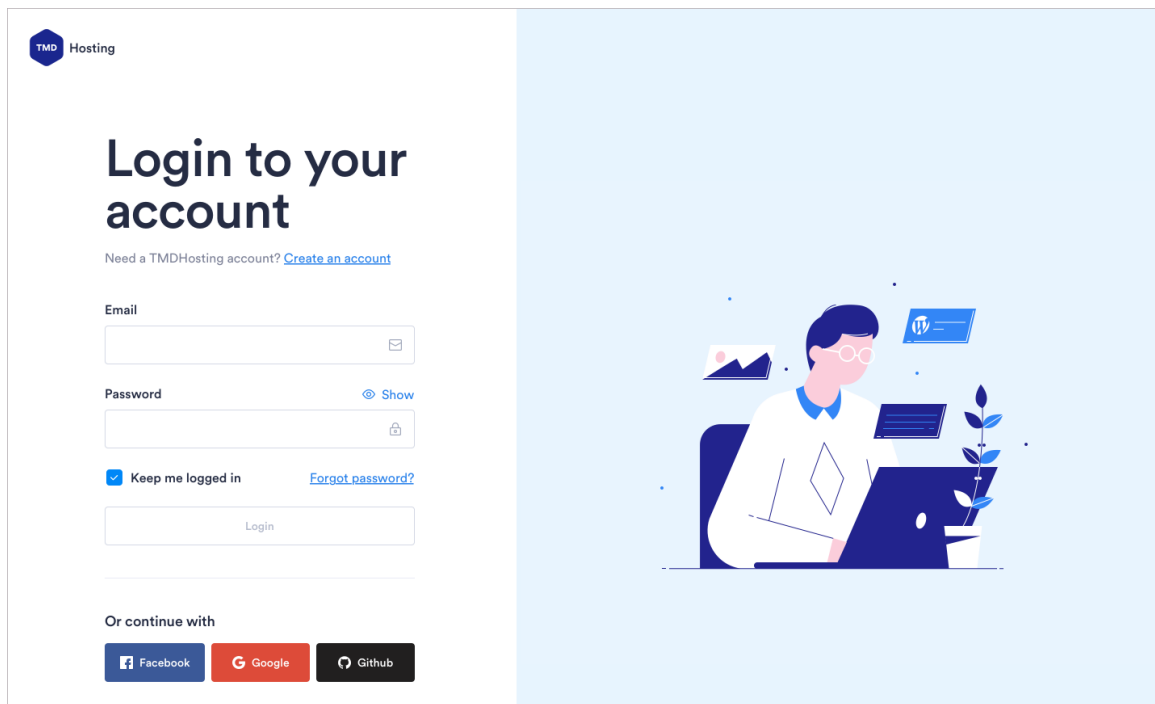 TMD Hosting
Login to your
account
Need a TMDHosting account? Create an account
Email
Password Show
Keep me logged in Forgot password?
Login
Or continue with
Facebook Google Github